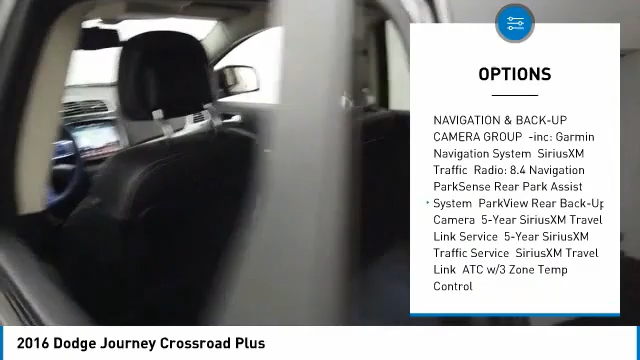 OPTIONS
NAVIGATION & BACK-UP
CAMERA GROUP -inc: Garmin
Navigation System SiriusXM
Traffic Radio: 8.4 Navigation
ParkSense Rear Park Assist
System ParkView Rear Back-Up
Camera 5-Year SiriusXM Travel
Link Service 5-Year SiriusXM
Traffic Service SiriusXM Travel
Link ATC w/3 Zone Temp
Control
2016 Dodge Journey Crossroad Plus